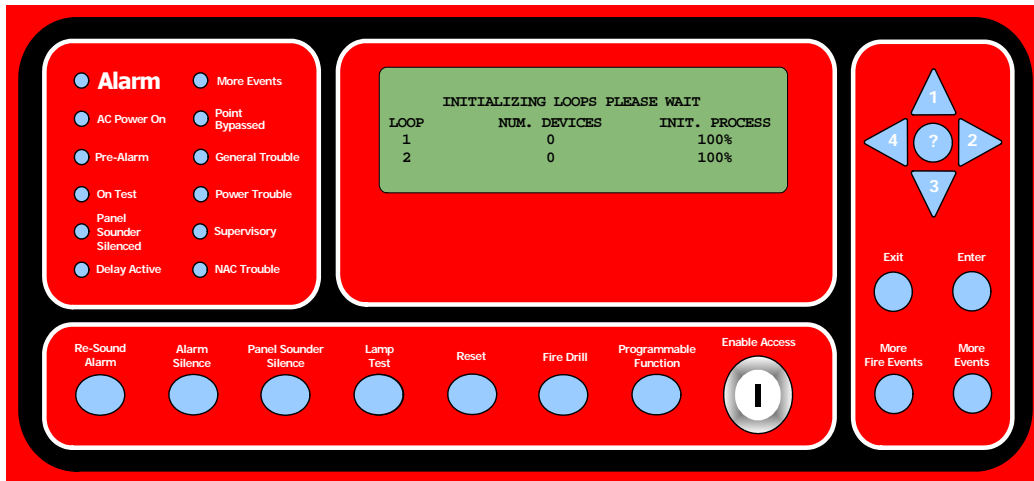 Alarm
More Events
AC Power On
Point
Bypassed
Pre-Alarm
General Trouble
On Test
Power Trouble
Panel
Sounder
Silenced
Supervisory
Delay Active
NAC Trouble
INITIALIZING LOOPS PLEASE WAIT
LOOP NUM. DEVICES INIT. PROCESS
1 0 100%
2 0 100%
1
4 ? 2
3
Exit
Enter
More
Fire Events
More
Events
Re-Sound
Alarm
Alarm
Silence
Panel Sounder
Silence
Lamp
Test
Reset
Fire Drill
Programmable
Function
Enable Access